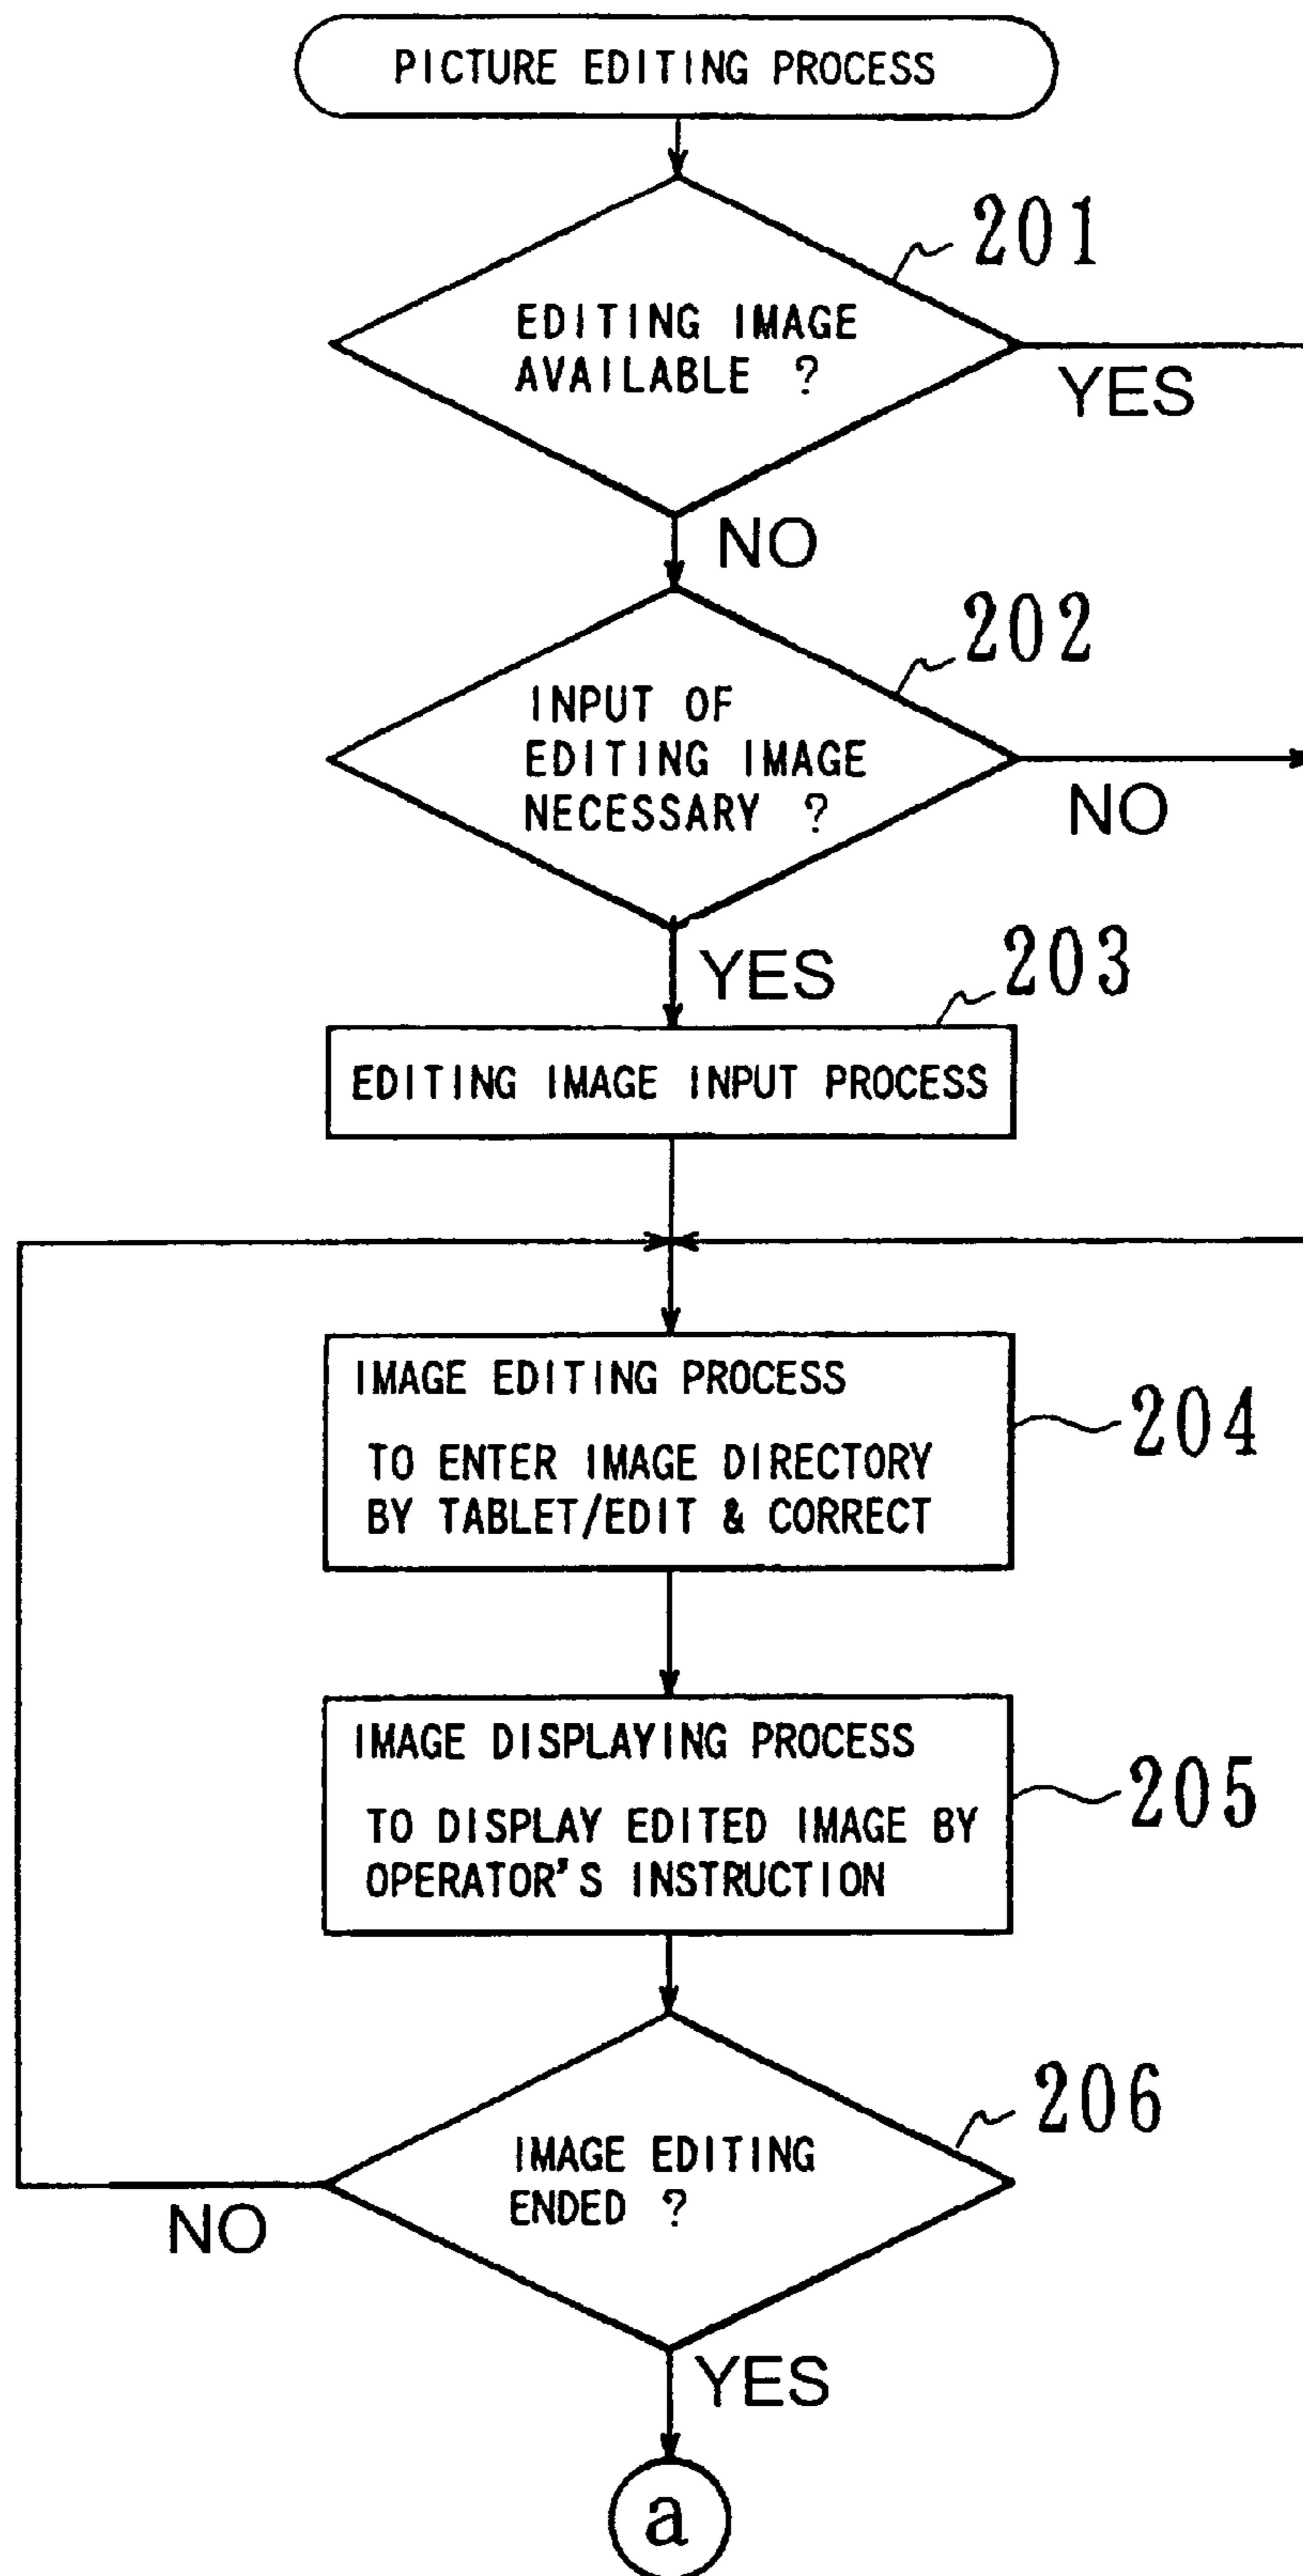 PICTURE EDITING PROCESS
201
EDITING IMAGE
AVAILABLE ?
YES
NO
202
INPUT OF
EDITING IMAGE
NECESSARY ?
NO
YES
203
EDITING IMAGE INPUT PROCESS
IMAGE EDITING PROCESS
TO ENTER IMAGE DIRECTORY
BY TABLET/EDIT & CORRECT
204
IMAGE DISPLAYING PROCESS
TO DISPLAY EDITED IMAGE BY
OPERATOR'S INSTRUCTION
205
206
IMAGE EDITING
ENDED ?
NO
YES
a